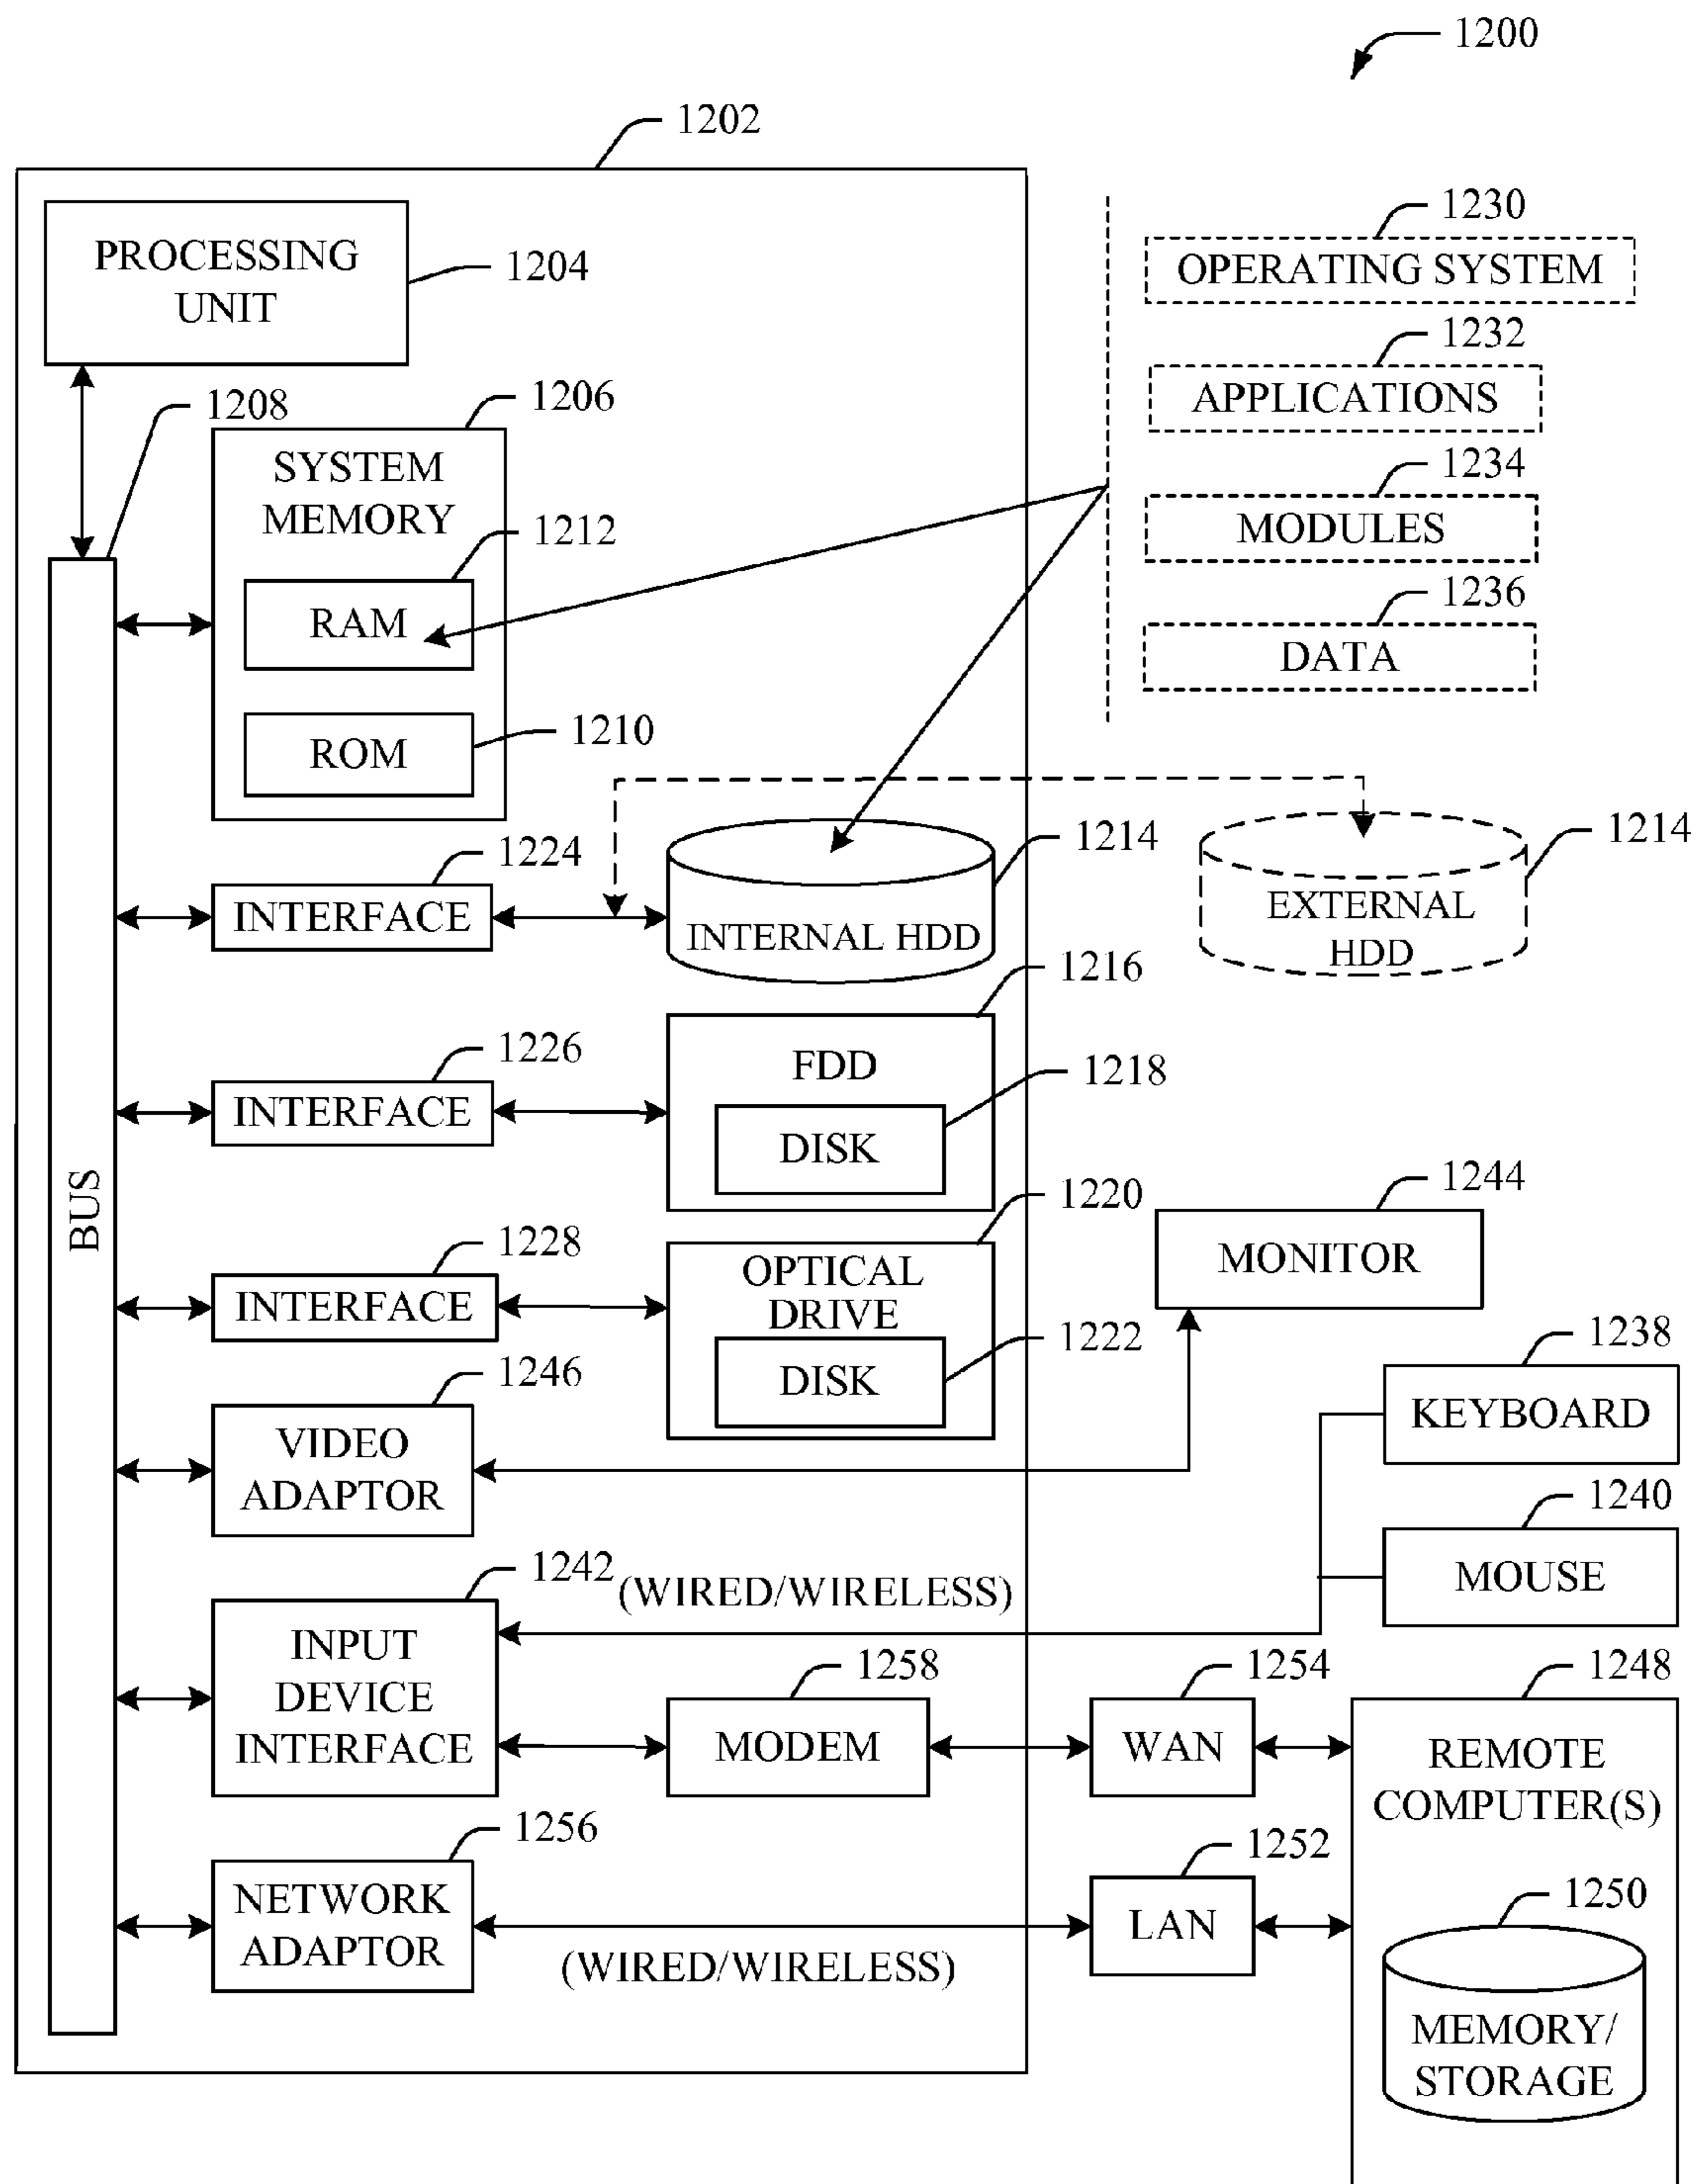 1200
1202
PROCESSING
UNIT
1204
1230
OPERATING SYSTEM
1232
APPLICATIONS
1234
MODULES
1236
DATA
1208
1206
SYSTEM
MEMORY
1212
RAM
1210
ROM
BUS
1224
INTERFACE
1214
INTERNAL HDD
1214
EXTERNAL
HDD
1226
INTERFACE
1216
FDD
1218
DISK
1228
INTERFACE
1220
OPTICAL
DRIVE
1222
DISK
1244
MONITOR
1246
VIDEO
ADAPTOR
1238
KEYBOARD
1240
MOUSE
1242
(WIRED/WIRELESS)
INPUT
DEVICE
INTERFACE
1258
MODEM
1254
WAN
1248
REMOTE
COMPUTER(S)
1256
NETWORK
ADAPTOR
(WIRED/WIRELESS)
1252
LAN
1250
MEMORY/
STORAGE